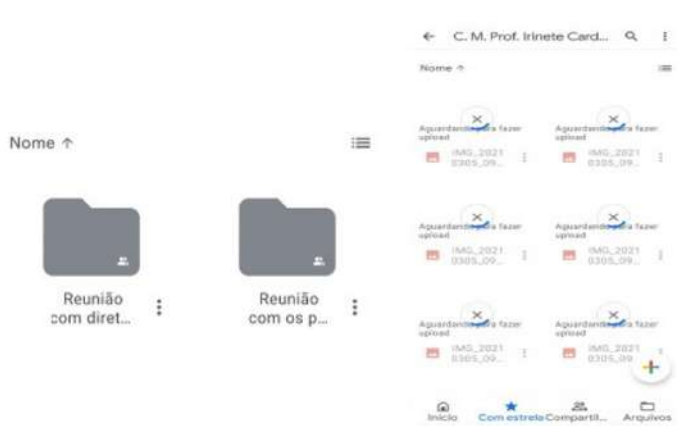 Nome ↑
Reunião
com diret...
Reunião
com os p...
← C. M. Prof. Irinete Card...
Nome ↑
Aguardando para fazer
upload
Aguardando para fazer
upload
IMG_2021
0305_09...
IMG_2021
0305_09...
Aguardando para fazer
upload
Aguardando para fazer
upload
IMG_2021
0305_09...
IMG_2021
0305_09...
Aguardando para fazer
upload
Aguardando para fazer
upload
IMG_2021
0305_09...
IMG_2021
0305_09
Início Com estrela Compartil... Arquivos